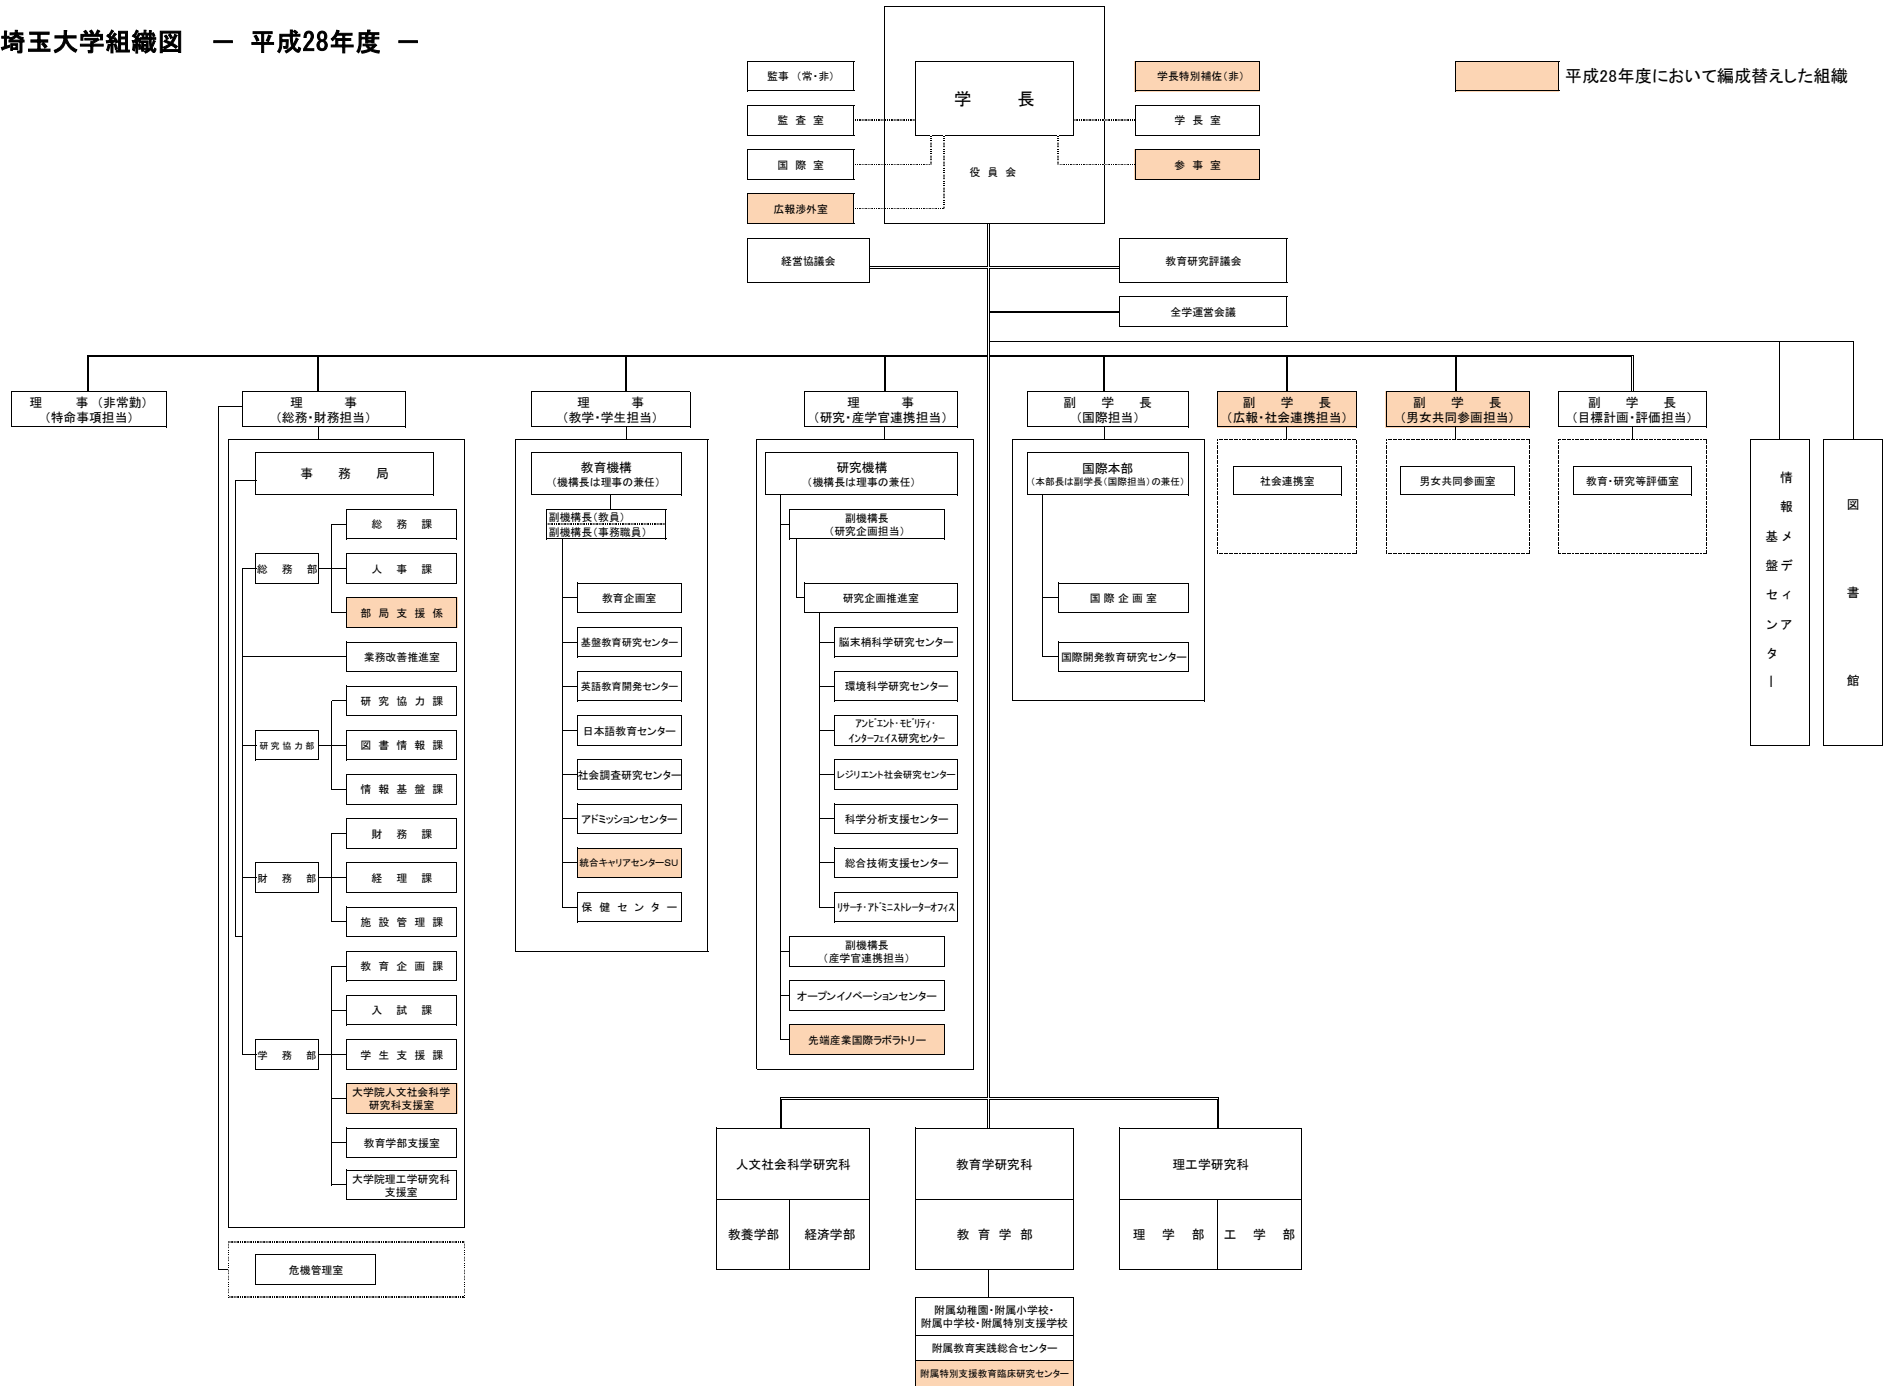 埼玉大学組織図 － 平成28年度 －
平成28年度において編成替えした組織
監事（常・非）
監査室
国際室
広報渉外室
学長
役員会
学長特別補佐(非)
学長室
参事室
経営協議会
教育研究評議会
全学運営会議
理事（非常勤）
（特命事項担当）
理事
（総務・財務担当）
理事
（教学・学生担当）
理事
（研究・産学官連携担当）
副学長
（国際担当）
副学長
（広報・社会連携担当）
副学長
（男女共同参画担当）
副学長
（目標計画・評価担当）
事務局
総務部
総務課
人事課
部局支援係
業務改善推進室
研究協力部
研究協力課
図書情報課
情報基盤課
財務部
財務課
経理課
施設管理課
学務部
教育企画課
入試課
学生支援課
大学院人文社会科学
研究科支援室
教育学部支援室
大学院理工学研究科
支援室
危機管理室
教育機構
（機構長は理事の兼任）
副機構長（教員）
副機構長（事務職員）
教育企画室
基盤教育研究センター
英語教育開発センター
日本語教育センター
社会調査研究センター
アドミッションセンター
統合キャリアセンターSU
保健センター
研究機構
（機構長は理事の兼任）
副機構長
（研究企画担当）
研究企画推進室
脳末梢科学研究センター
環境科学研究センター
アンビエント・モビリティ・
インターフェイス研究センター
レジリエント社会研究センター
科学分析支援センター
総合技術支援センター
リサーチ・アドミニストレーターオフィス
副機構長
（産学官連携担当）
オープンイノベーションセンター
先端産業国際ラボラトリー
国際本部
（本部長は副学長（国際担当）の兼任）
国際企画室
国際開発教育研究センター
社会連携室
男女共同参画室
教育・研究等評価室
情報メディア
基盤センター
図書館
人文社会科学研究科
教養学部
経済学部
教育学研究科
教育学部
理工学研究科
理学部
工学部
附属幼稚園・附属小学校・
附属中学校・附属特別支援学校
附属教育実践総合センター
附属特別支援教育臨床研究センター